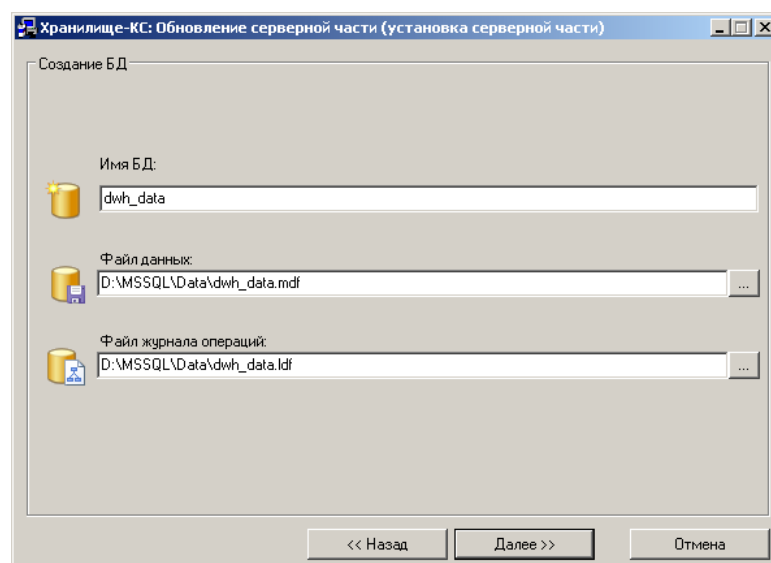 Хранилище-КС: Обновление серверной части (установка серверной части)
Создание БД
Имя БД:
dwh_data
Файл данных:
D:\MSSQL\Data\dwh_data.mdf
...
Файл журнала операций:
D:\MSSQL\Data\dwh_data.ldf
...
<< Назад Далее >> Отмена